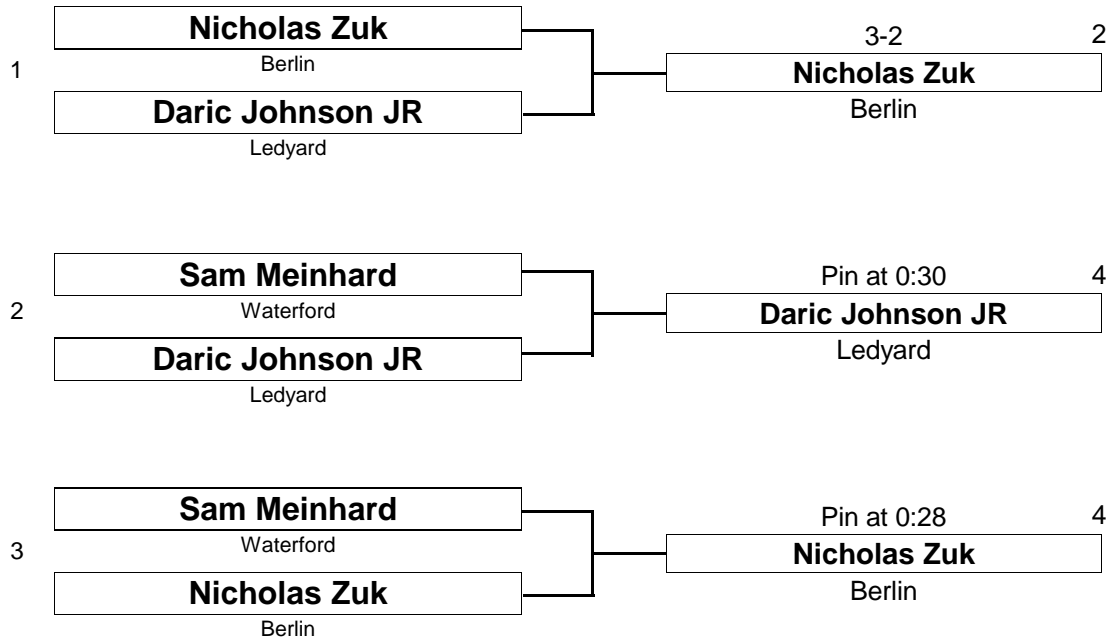 Nicholas Zuk
3-2 2
1
Berlin
Nicholas Zuk
Daric Johnson JR
Berlin
Ledyard
Sam Meinhard
Pin at 0:30 4
2
Waterford
Daric Johnson JR
Daric Johnson JR
Ledyard
Ledyard
Sam Meinhard
Pin at 0:28 4
3
Waterford
Nicholas Zuk
Nicholas Zuk
Berlin
Berlin